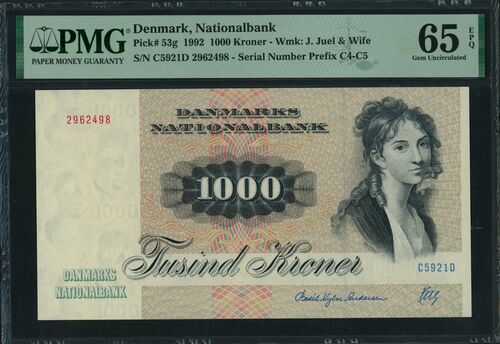 PMG
PAPER MONEY GUARANTY
Denmark, Nationalbank
Pick# 53g 1992 1000 Kroner - Wmk: J. Juel & Wife
S/N C5921D 2962498 - Serial Number Prefix C4-C5
65 EPQ
Gem Uncirculated
2962498
DANMARKS
NATIONALBANK
1000
Tusind Kroner
C5921D
DANMARKS
NATIONALBANK